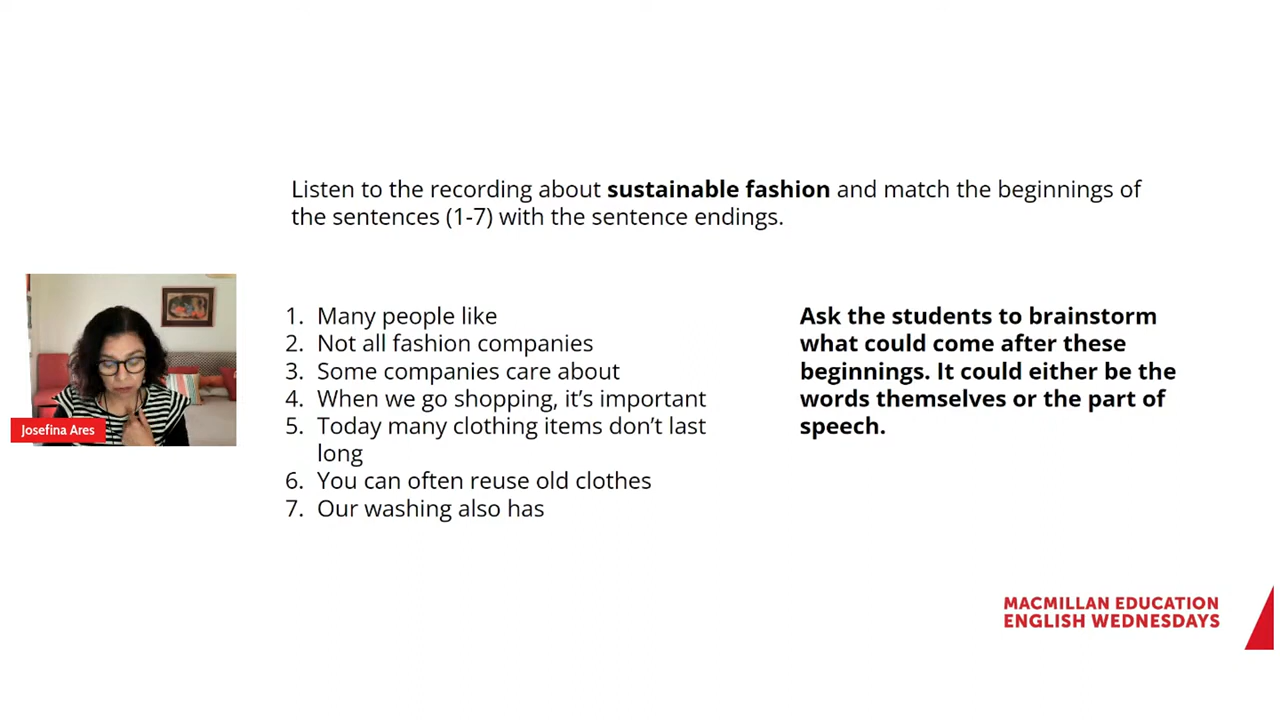 Listen to the recording about sustainable fashion and match the beginnings of
the sentences (1-7) with the sentence endings.
Josefina Ares
1. Many people like
2. Not all fashion companies
3. Some companies care about
4. When we go shopping, it’s important
5. Today many clothing items don’t last
long
6. You can often reuse old clothes
7. Our washing also has
Ask the students to brainstorm
what could come after these
beginnings. It could either be the
words themselves or the part of
speech.
MACMILLAN EDUCATION
ENGLISH WEDNESDAYS